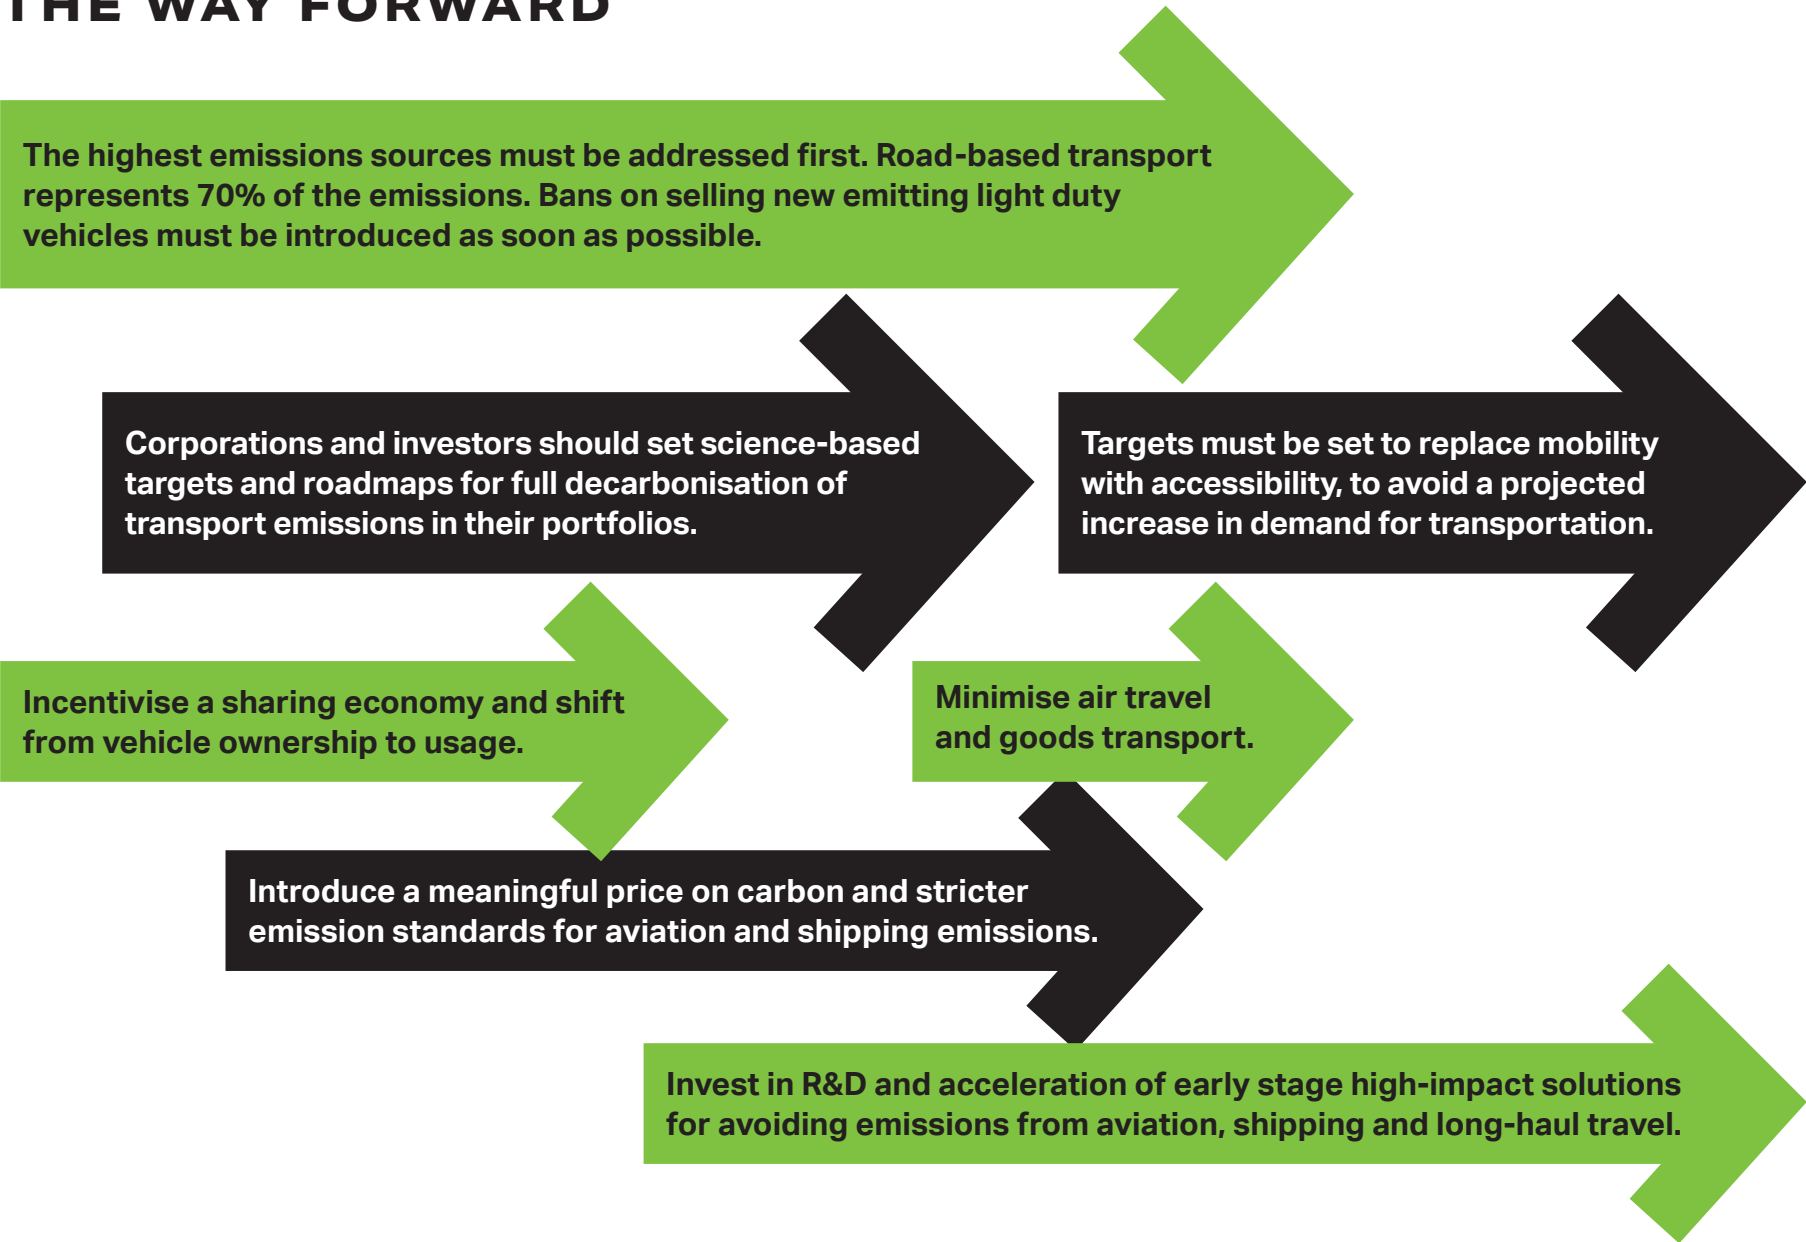 THE WAY FORWARD
The highest emissions sources must be addressed first. Road-based transport
represents 70% of the emissions. Bans on selling new emitting light duty
vehicles must be introduced as soon as possible.
Corporations and investors should set science-based
targets and roadmaps for full decarbonisation of
transport emissions in their portfolios.
Targets must be set to replace mobility
with accessibility, to avoid a projected
increase in demand for transportation.
Incentivise a sharing economy and shift
from vehicle ownership to usage.
Minimise air travel
and goods transport.
Introduce a meaningful price on carbon and stricter
emission standards for aviation and shipping emissions.
Invest in R&D and acceleration of early stage high-impact solutions
for avoiding emissions from aviation, shipping and long-haul travel.